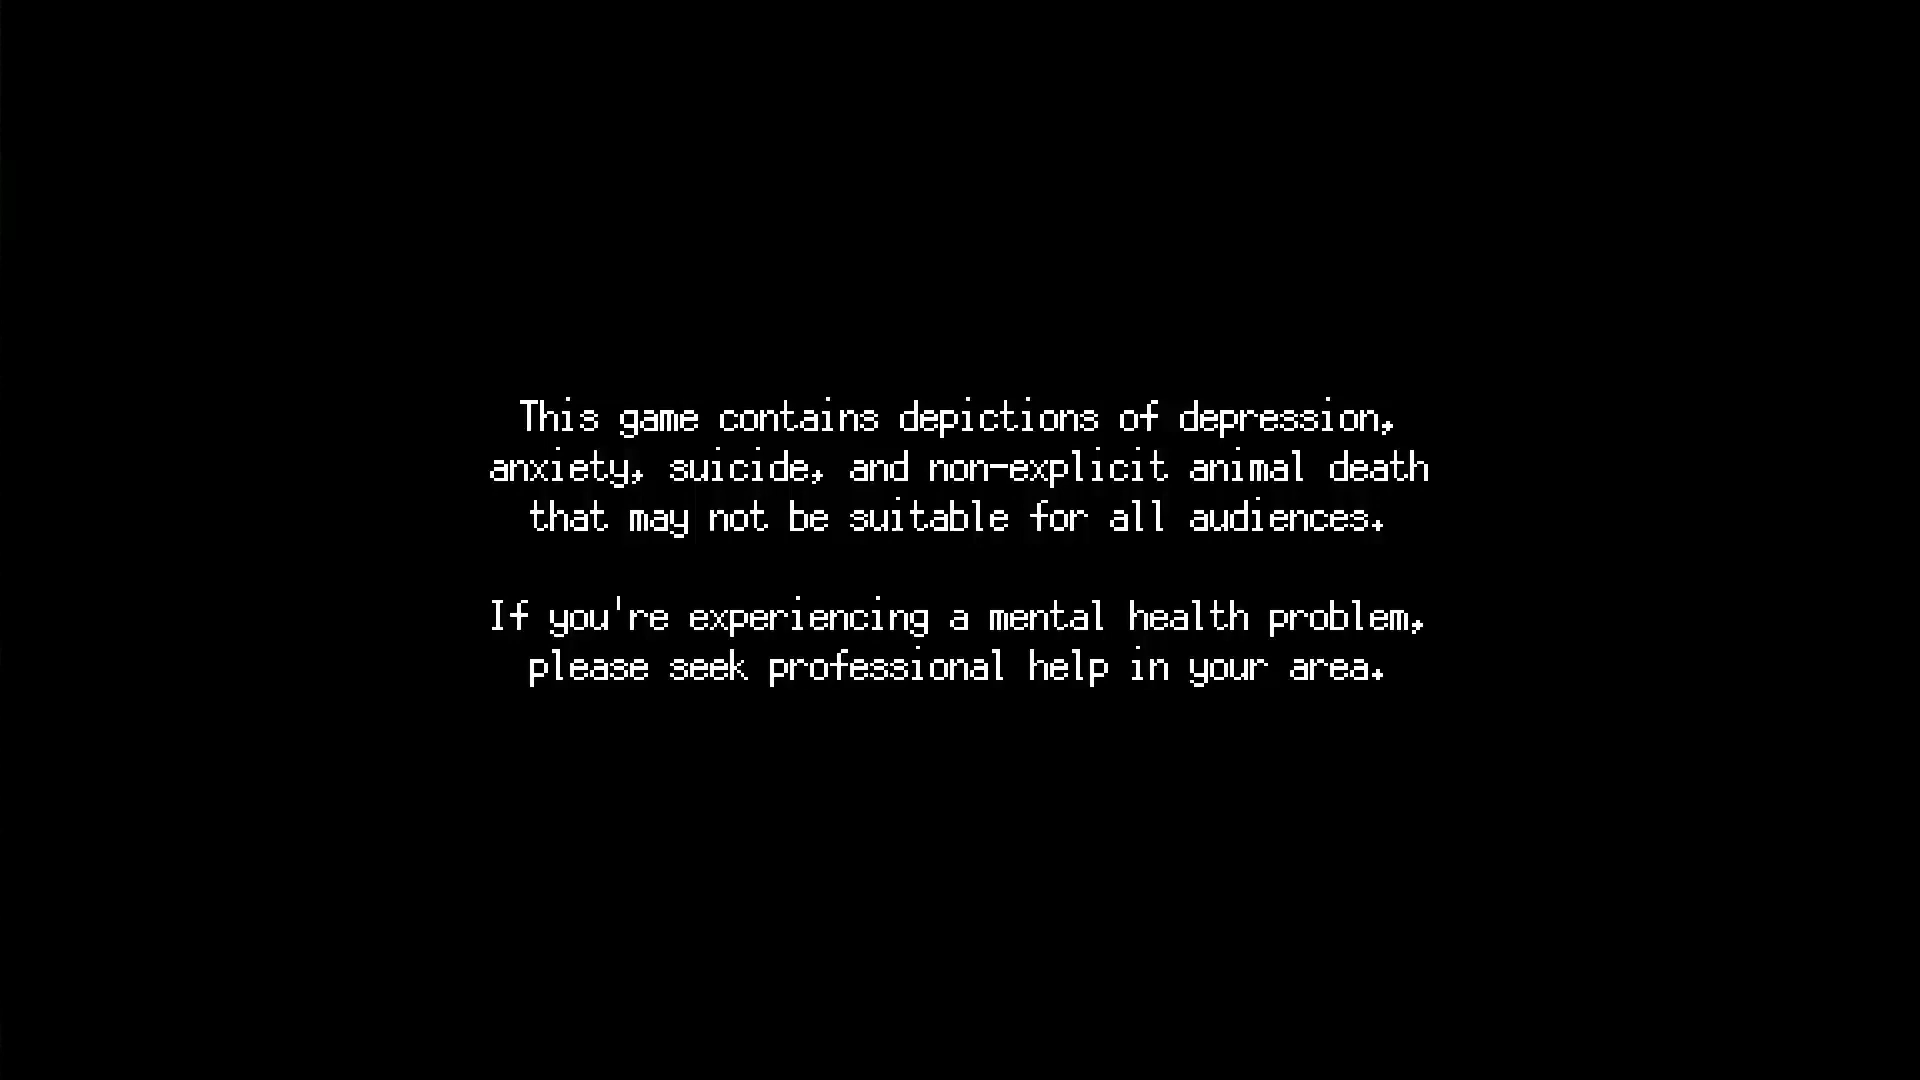 This game contains depictions of depression,
anxiety, suicide, and non-explicit animal death
that may not be suitable for all audiences.
If you're experiencing a mental health problem,
please seek professional help in your area.